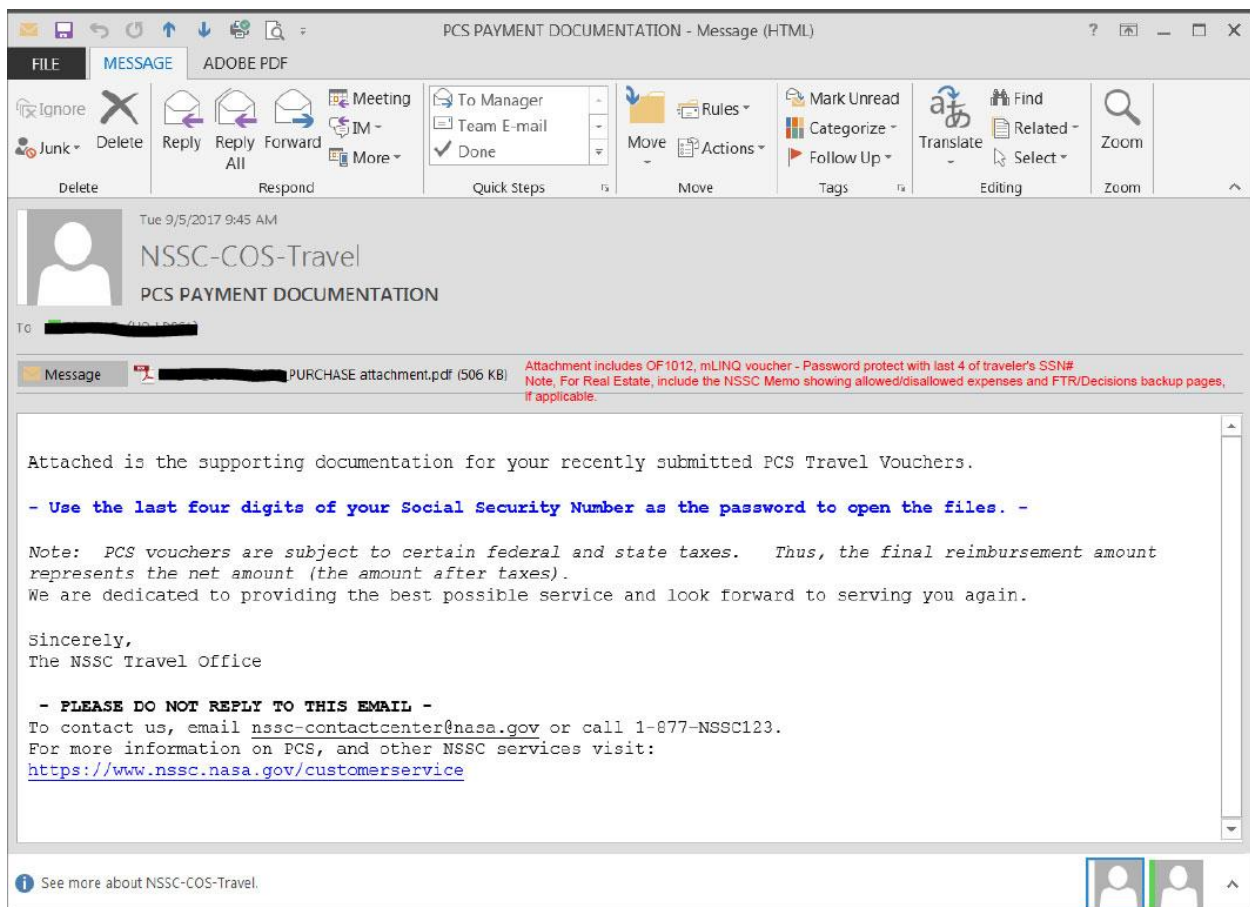 PCS PAYMENT DOCUMENTATION - Message (HTML)
FILE MESSAGE ADOBE PDF
Ignore
Junk
Delete
Reply
Reply All
Forward
Meeting
IM
More
To Manager
Team E-mail
Done
Move
Rules
Actions
Mark Unread
Categorize
Follow Up
Translate
Find
Related
Select
Zoom
Delete Respond Quick Steps Move Tags Editing Zoom
Tue 9/5/2017 9:45 AM
NSSC-COS-Travel
PCS PAYMENT DOCUMENTATION
To
Message PURCHASE attachment.pdf (506 KB)
Attachment includes OF1012, mLINQ voucher - Password protect with last 4 of traveler's SSN#
Note, For Real Estate, include the NSSC Memo showing allowed/disallowed expenses and FTR/Decisions backup pages,
if applicable.
Attached is the supporting documentation for your recently submitted PCS Travel Vouchers.
- Use the last four digits of your Social Security Number as the password to open the files. -
Note: PCS vouchers are subject to certain federal and state taxes. Thus, the final reimbursement amount
represents the net amount (the amount after taxes).
We are dedicated to providing the best possible service and look forward to serving you again.
Sincerely,
The NSSC Travel Office
- PLEASE DO NOT REPLY TO THIS EMAIL -
To contact us, email nssc-contactcenter@nasa.gov or call 1-877-NSSC123.
For more information on PCS, and other NSSC services visit:
https://www.nssc.nasa.gov/customerservice
See more about NSSC-COS-Travel.